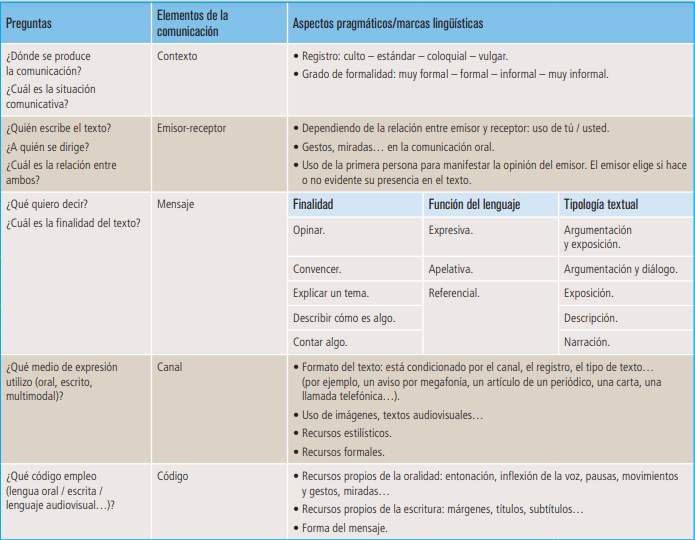 Preguntas
Elementos de la
comunicación
Aspectos pragmáticos/marcas lingüísticas
¿Dónde se produce
la comunicación?
¿Cuál es la situación
comunicativa?
Contexto
• Registro: culto – estándar – coloquial – vulgar.
• Grado de formalidad: muy formal – formal – informal – muy informal.
¿Quién escribe el texto?
¿A quién se dirige?
¿Cuál es la relación entre
ambos?
Emisor-receptor
• Dependiendo de la relación entre emisor y receptor: uso de tú / usted.
• Gestos, miradas… en la comunicación oral.
• Uso de la primera persona para manifestar la opinión del emisor. El emisor elige si hace
o no evidente su presencia en el texto.
¿Qué quiero decir?
¿Cuál es la finalidad del texto?
Mensaje
Finalidad
Función del lenguaje
Tipología textual
Opinar.
Expresiva.
Argumentación
y exposición.
Convencer.
Apelativa.
Argumentación y diálogo.
Explicar un tema.
Referencial.
Exposición.
Describir cómo es algo.
Descripción.
Contar algo.
Narración.
¿Qué medio de expresión
utilizo (oral, escrito,
multimodal)?
Canal
• Formato del texto: está condicionado por el canal, el registro, el tipo de texto…
(por ejemplo, un aviso por megafonía, un artículo de un periódico, una carta, una
llamada telefónica…).
• Uso de imágenes, textos audiovisuales…
• Recursos estilísticos.
• Recursos formales.
¿Qué código empleo
(lengua oral / escrita /
lenguaje audiovisual…)?
Código
• Recursos propios de la oralidad: entonación, inflexión de la voz, pausas, movimientos
y gestos, miradas…
• Recursos propios de la escritura: márgenes, títulos, subtítulos…
• Forma del mensaje.